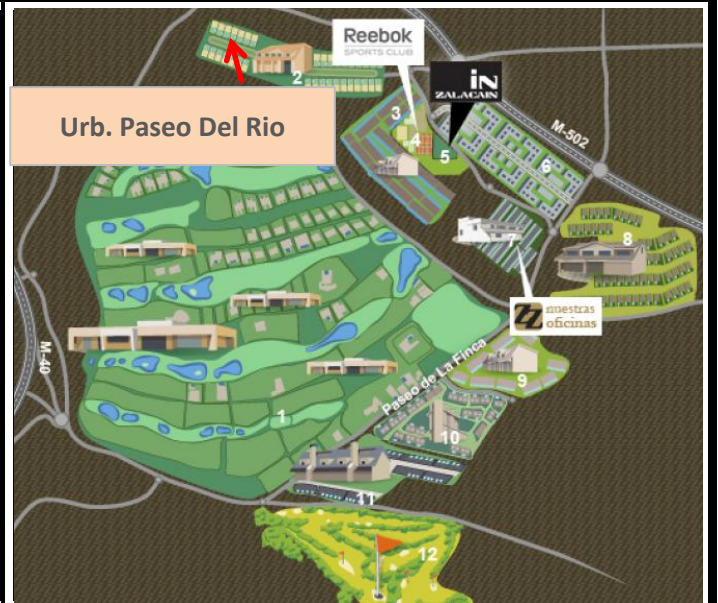 Reebok
SPORTS CLUB
in
ZALACAIN
2
Urb. Paseo Del Rio
3
4
5
6
M-502
7
8
ZZ nuestras
oficinas
M-40
Paseo de La Finca
9
1
10
11
12